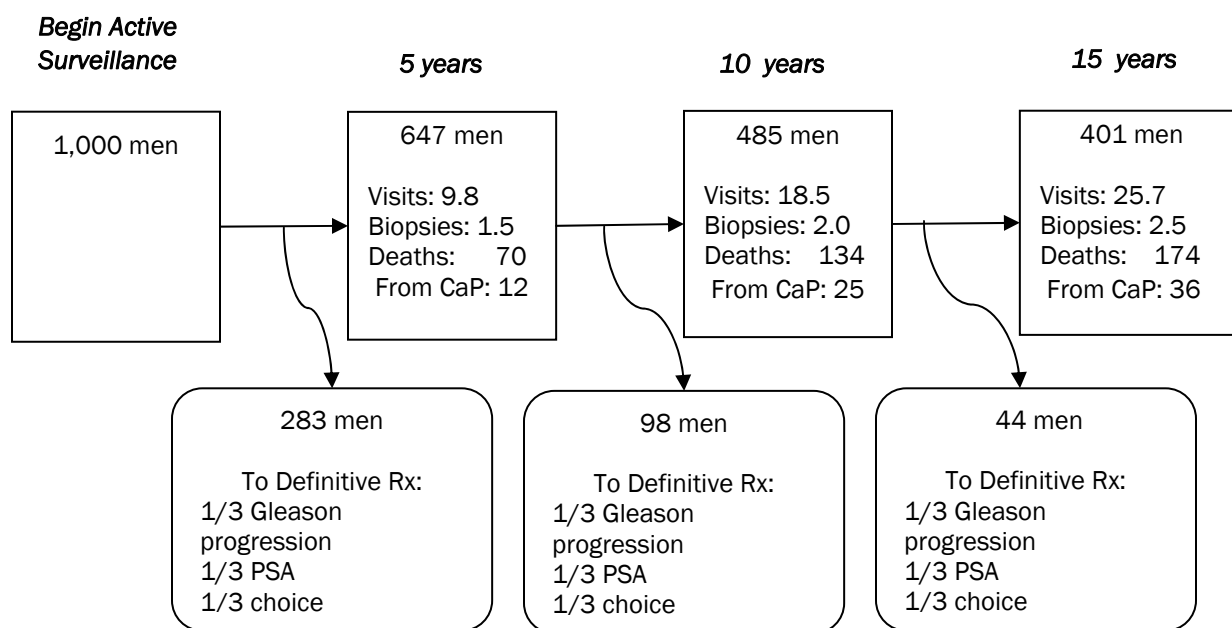 Begin Active
Surveillance
5 years
10 years
15 years
1,000 men
647 men
Visits: 9.8
Biopsies: 1.5
Deaths: 70
From CaP: 12
485 men
Visits: 18.5
Biopsies: 2.0
Deaths: 134
From CaP: 25
401 men
Visits: 25.7
Biopsies: 2.5
Deaths: 174
From CaP: 36
283 men
To Definitive Rx:
1/3 Gleason
progression
1/3 PSA
1/3 choice
98 men
To Definitive Rx:
1/3 Gleason
progression
1/3 PSA
1/3 choice
44 men
To Definitive Rx:
1/3 Gleason
progression
1/3 PSA
1/3 choice